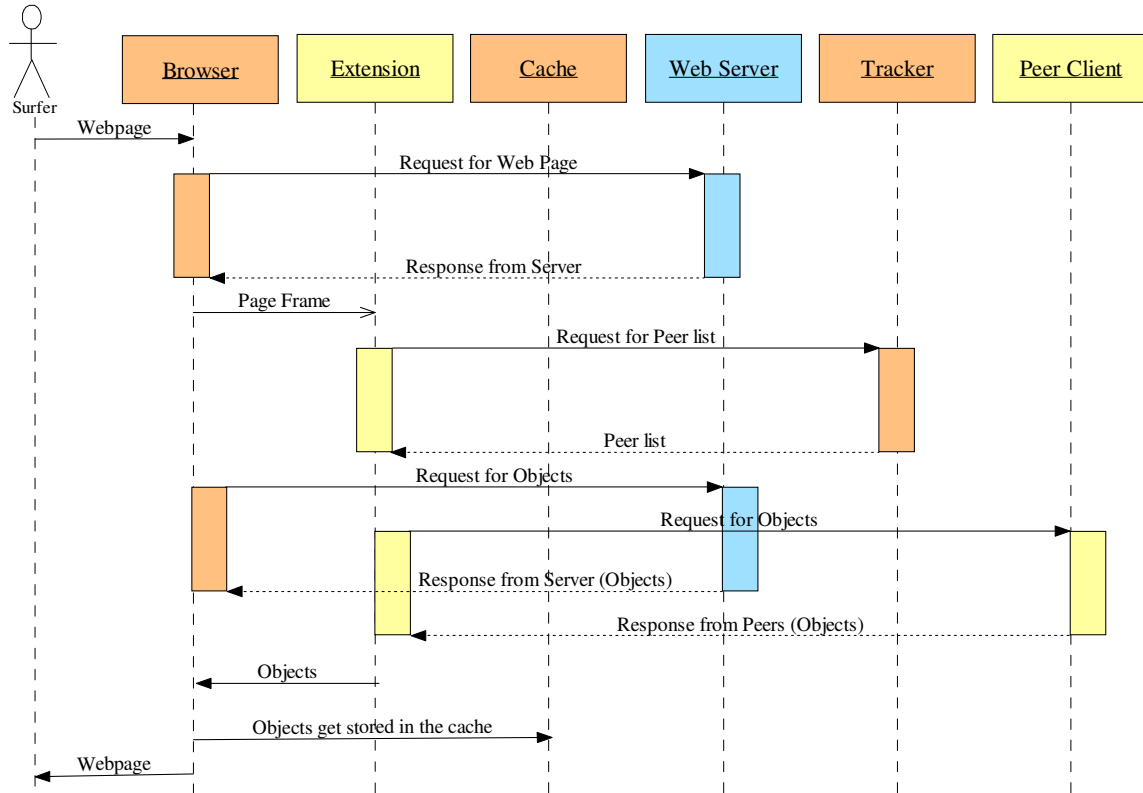 Browser
Extension
Cache
Web Server
Tracker
Peer Client
Surfer
Webpage
Request for Web Page
Response from Server
Page Frame
Request for Peer list
Peer list
Request for Objects
Request for Objects
Response from Server (Objects)
Response from Peers (Objects)
Objects
Objects get stored in the cache
Webpage